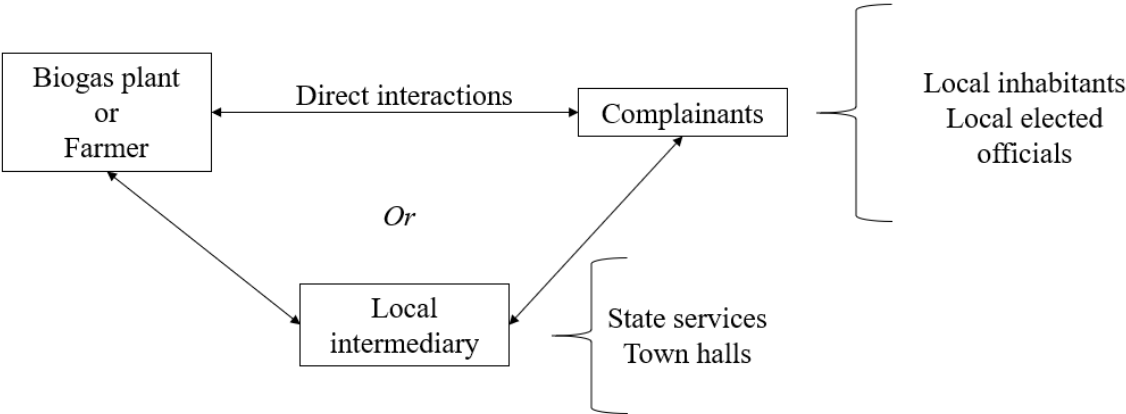 Biogas plant
or
Farmer
Direct interactions
Complainants
Local inhabitants
Local elected
officials
Or
Local
intermediary
State services
Town halls